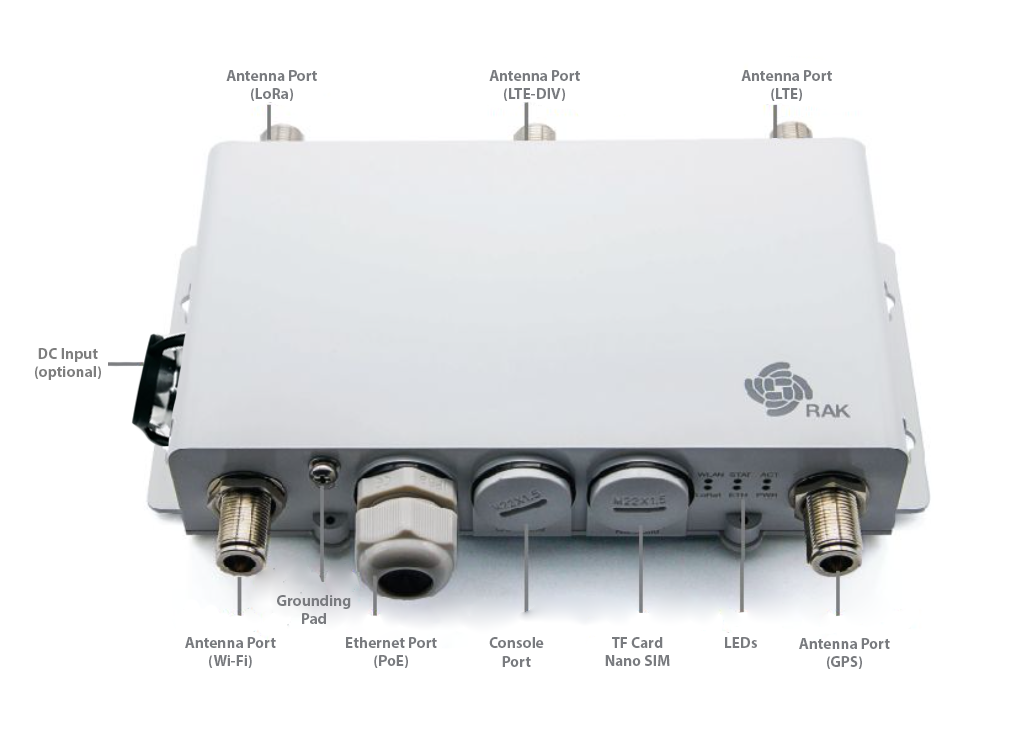 Antenna Port
(LoRa)
Antenna Port
(LTE-DIV)
Antenna Port
(LTE)
DC Input
(optional)
RAK
WLAN STAT ACT
ETH PWR
M22X1.5
M22X1.5
Grounding
Pad
Antenna Port
(Wi-Fi)
Ethernet Port
(PoE)
Console
Port
TF Card
Nano SIM
LEDs
Antenna Port
(GPS)